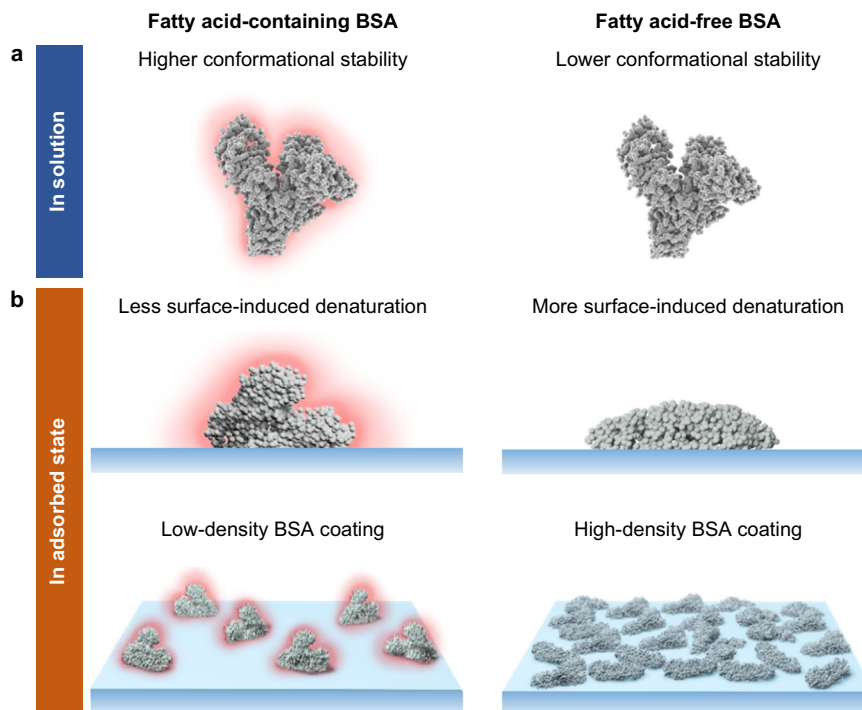 Fatty acid-containing BSA
Fatty acid-free BSA
a
In solution
Higher conformational stability
Lower conformational stability
b
In adsorbed state
Less surface-induced denaturation
More surface-induced denaturation
Low-density BSA coating
High-density BSA coating